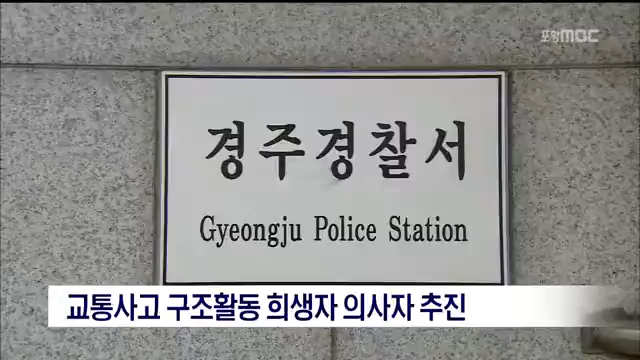 포항MBC
경주경찰서
Gyeongju Police Station
교통사고 구조활동 희생자 의사자 추진